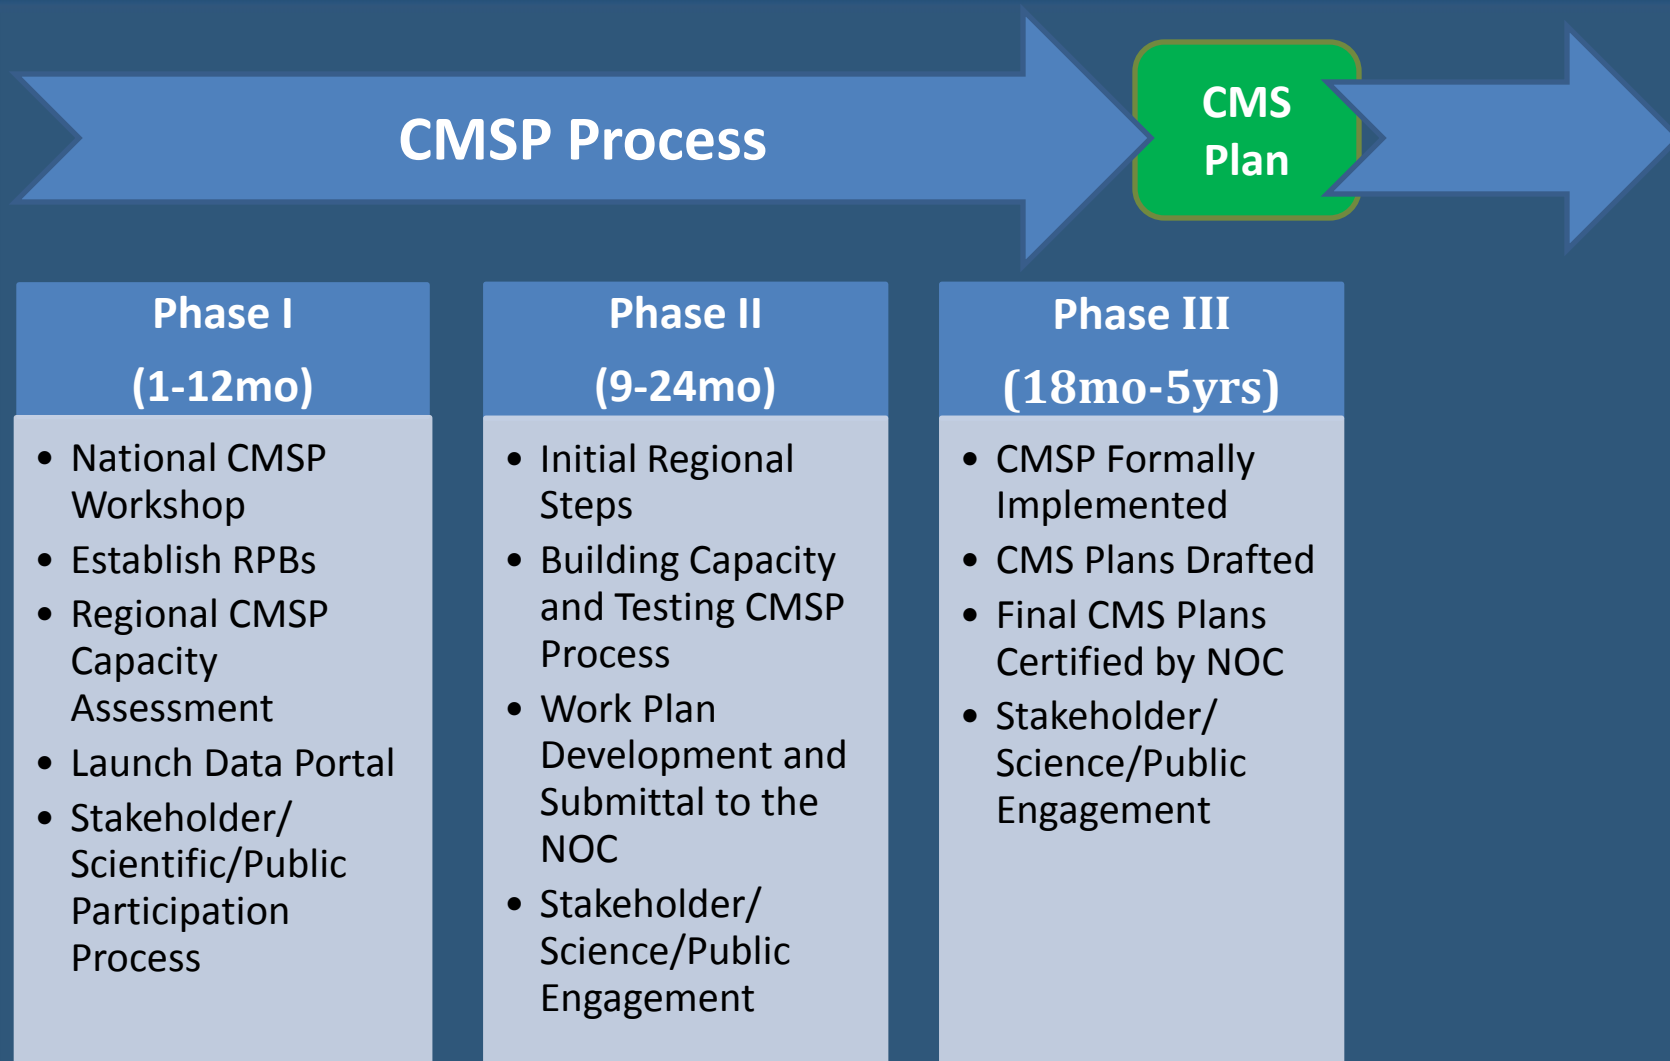 CMSP Process
CMS
Plan
Phase I
(1-12mo)
• National CMSP
Workshop
• Establish RPBs
• Regional CMSP
Capacity
Assessment
• Launch Data Portal
• Stakeholder/
Scientific/Public
Participation
Process
Phase II
(9-24mo)
• Initial Regional
Steps
• Building Capacity
and Testing CMSP
Process
• Work Plan
Development and
Submittal to the
NOC
• Stakeholder/
Science/Public
Engagement
Phase III
(18mo-5yrs)
• CMSP Formally
Implemented
• CMS Plans Drafted
• Final CMS Plans
Certified by NOC
• Stakeholder/
Science/Public
Engagement